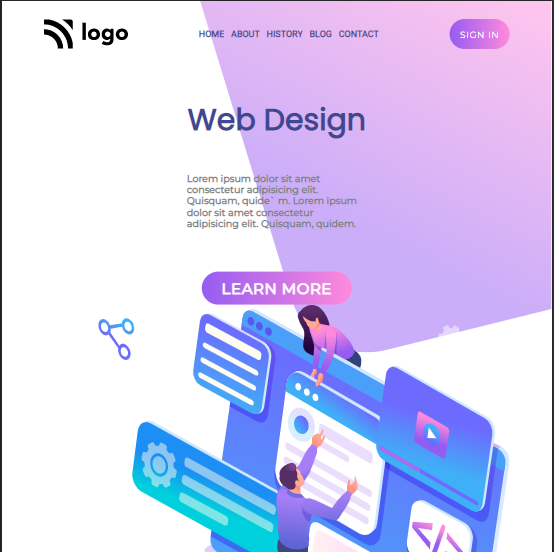 logo
HOME ABOUT HISTORY BLOG CONTACT
SIGN IN
Web Design
Lorem ipsum dolor sit amet
consectetur adipisicing elit.
Quisquam, quide` m. Lorem ipsum
dolor sit amet consectetur
adipisicing elit. Quisquam, quidem.
LEARN MORE
</>